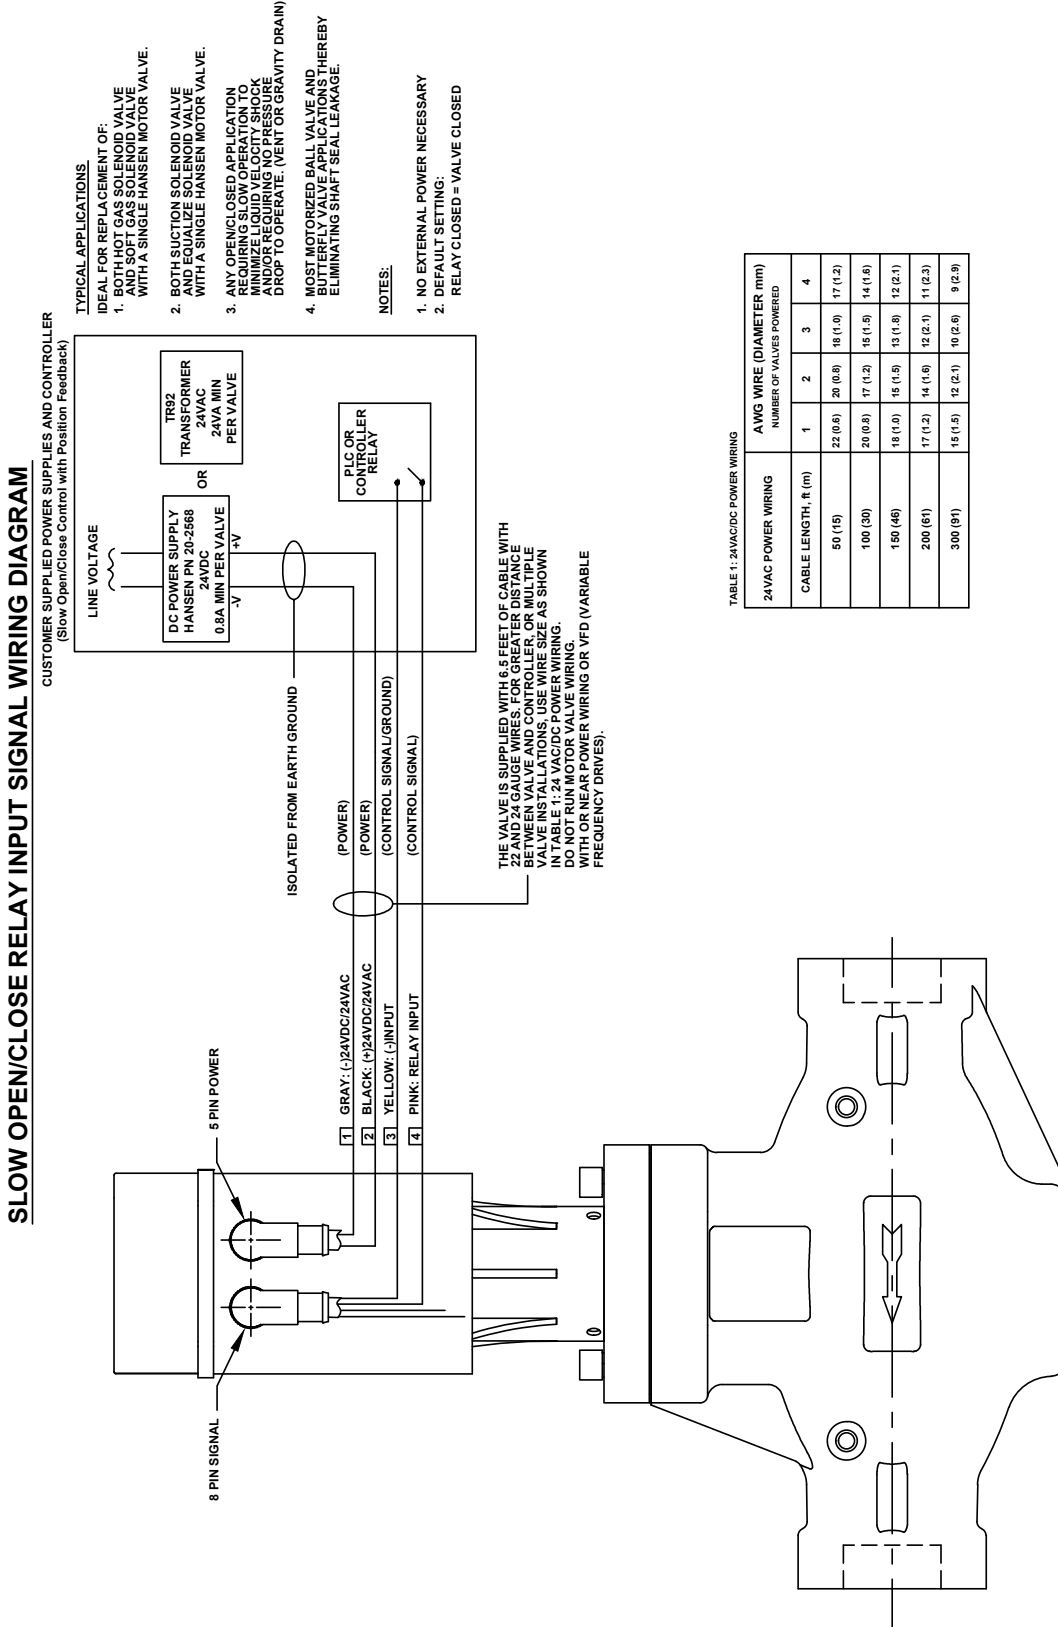 SLOW OPEN/CLOSE RELAY INPUT SIGNAL WIRING DIAGRAM
CUSTOMER SUPPLIED POWER SUPPLIES AND CONTROLLER
(Slow Open/Close Control with Position Feedback)
TYPICAL APPLICATIONS
IDEAL FOR REPLACEMENT OF:
1. BOTH HOT GAS SOLENOID VALVE
AND SOFT GAS SOLENOID VALVE
WITH A SINGLE HANSEN MOTOR VALVE.
2. BOTH SUCTION SOLENOID VALVE
AND EQUALIZE SOLENOID VALVE
WITH A SINGLE HANSEN MOTOR VALVE.
3. ANY OPEN/CLOSED APPLICATION
REQUIRING SLOW OPERATION TO
MINIMIZE LIQUID VELOCITY SHOCK
AND/OR REQUIRING NO PRESSURE
DROP TO OPERATE. (VENT OR GRAVITY DRAIN)
4. MOST MOTORIZED BALL VALVE AND
BUTTERFLY VALVE APPLICATIONS THEREBY
ELIMINATING SHAFT SEAL LEAKAGE.
NOTES:
1. NO EXTERNAL POWER NECESSARY
2. DEFAULT SETTING:
RELAY CLOSED = VALVE CLOSED
LINE VOLTAGE
DC POWER SUPPLY
HANSEN PN 20-2568
24VDC
0.8A MIN PER VALVE
-V +V
OR
TR92
TRANSFORMER
24VAC
24VA MIN
PER VALVE
PLC OR
CONTROLLER
RELAY
ISOLATED FROM EARTH GROUND
(POWER)
(POWER)
(CONTROL SIGNAL/GROUND)
(CONTROL SIGNAL)
1 GRAY: (-)24VDC/24VAC
2 BLACK: (+)24VDC/24VAC
3 YELLOW: (-)INPUT
4 PINK: RELAY INPUT
5 PIN POWER
8 PIN SIGNAL
THE VALVE IS SUPPLIED WITH 6.5 FEET OF CABLE WITH
22 AND 24 GAUGE WIRES. FOR GREATER DISTANCE
BETWEEN VALVE AND CONTROLLER, OR MULTIPLE
VALVE INSTALLATIONS, USE WIRE SIZE AS SHOWN
IN TABLE 1: 24 VAC/DC POWER WIRING.
DO NOT RUN MOTOR VALVE WIRING.
WITH OR NEAR POWER WIRING OR VFD (VARIABLE
FREQUENCY DRIVES).
TABLE 1: 24VAC/DC POWER WIRING
24VAC POWER WIRING AWG WIRE (DIAMETER mm)
NUMBER OF VALVES POWERED
CABLE LENGTH, ft (m) 1 2 3 4
50 (15) 22 (0.6) 20 (0.8) 18 (1.0) 17 (1.2)
100 (30) 20 (0.8) 17 (1.2) 15 (1.5) 14 (1.6)
150 (46) 18 (1.0) 15 (1.5) 13 (1.8) 12 (2.1)
200 (61) 17 (1.2) 14 (1.6) 12 (2.1) 11 (2.3)
300 (91) 15 (1.5) 12 (2.1) 10 (2.6) 9 (2.9)